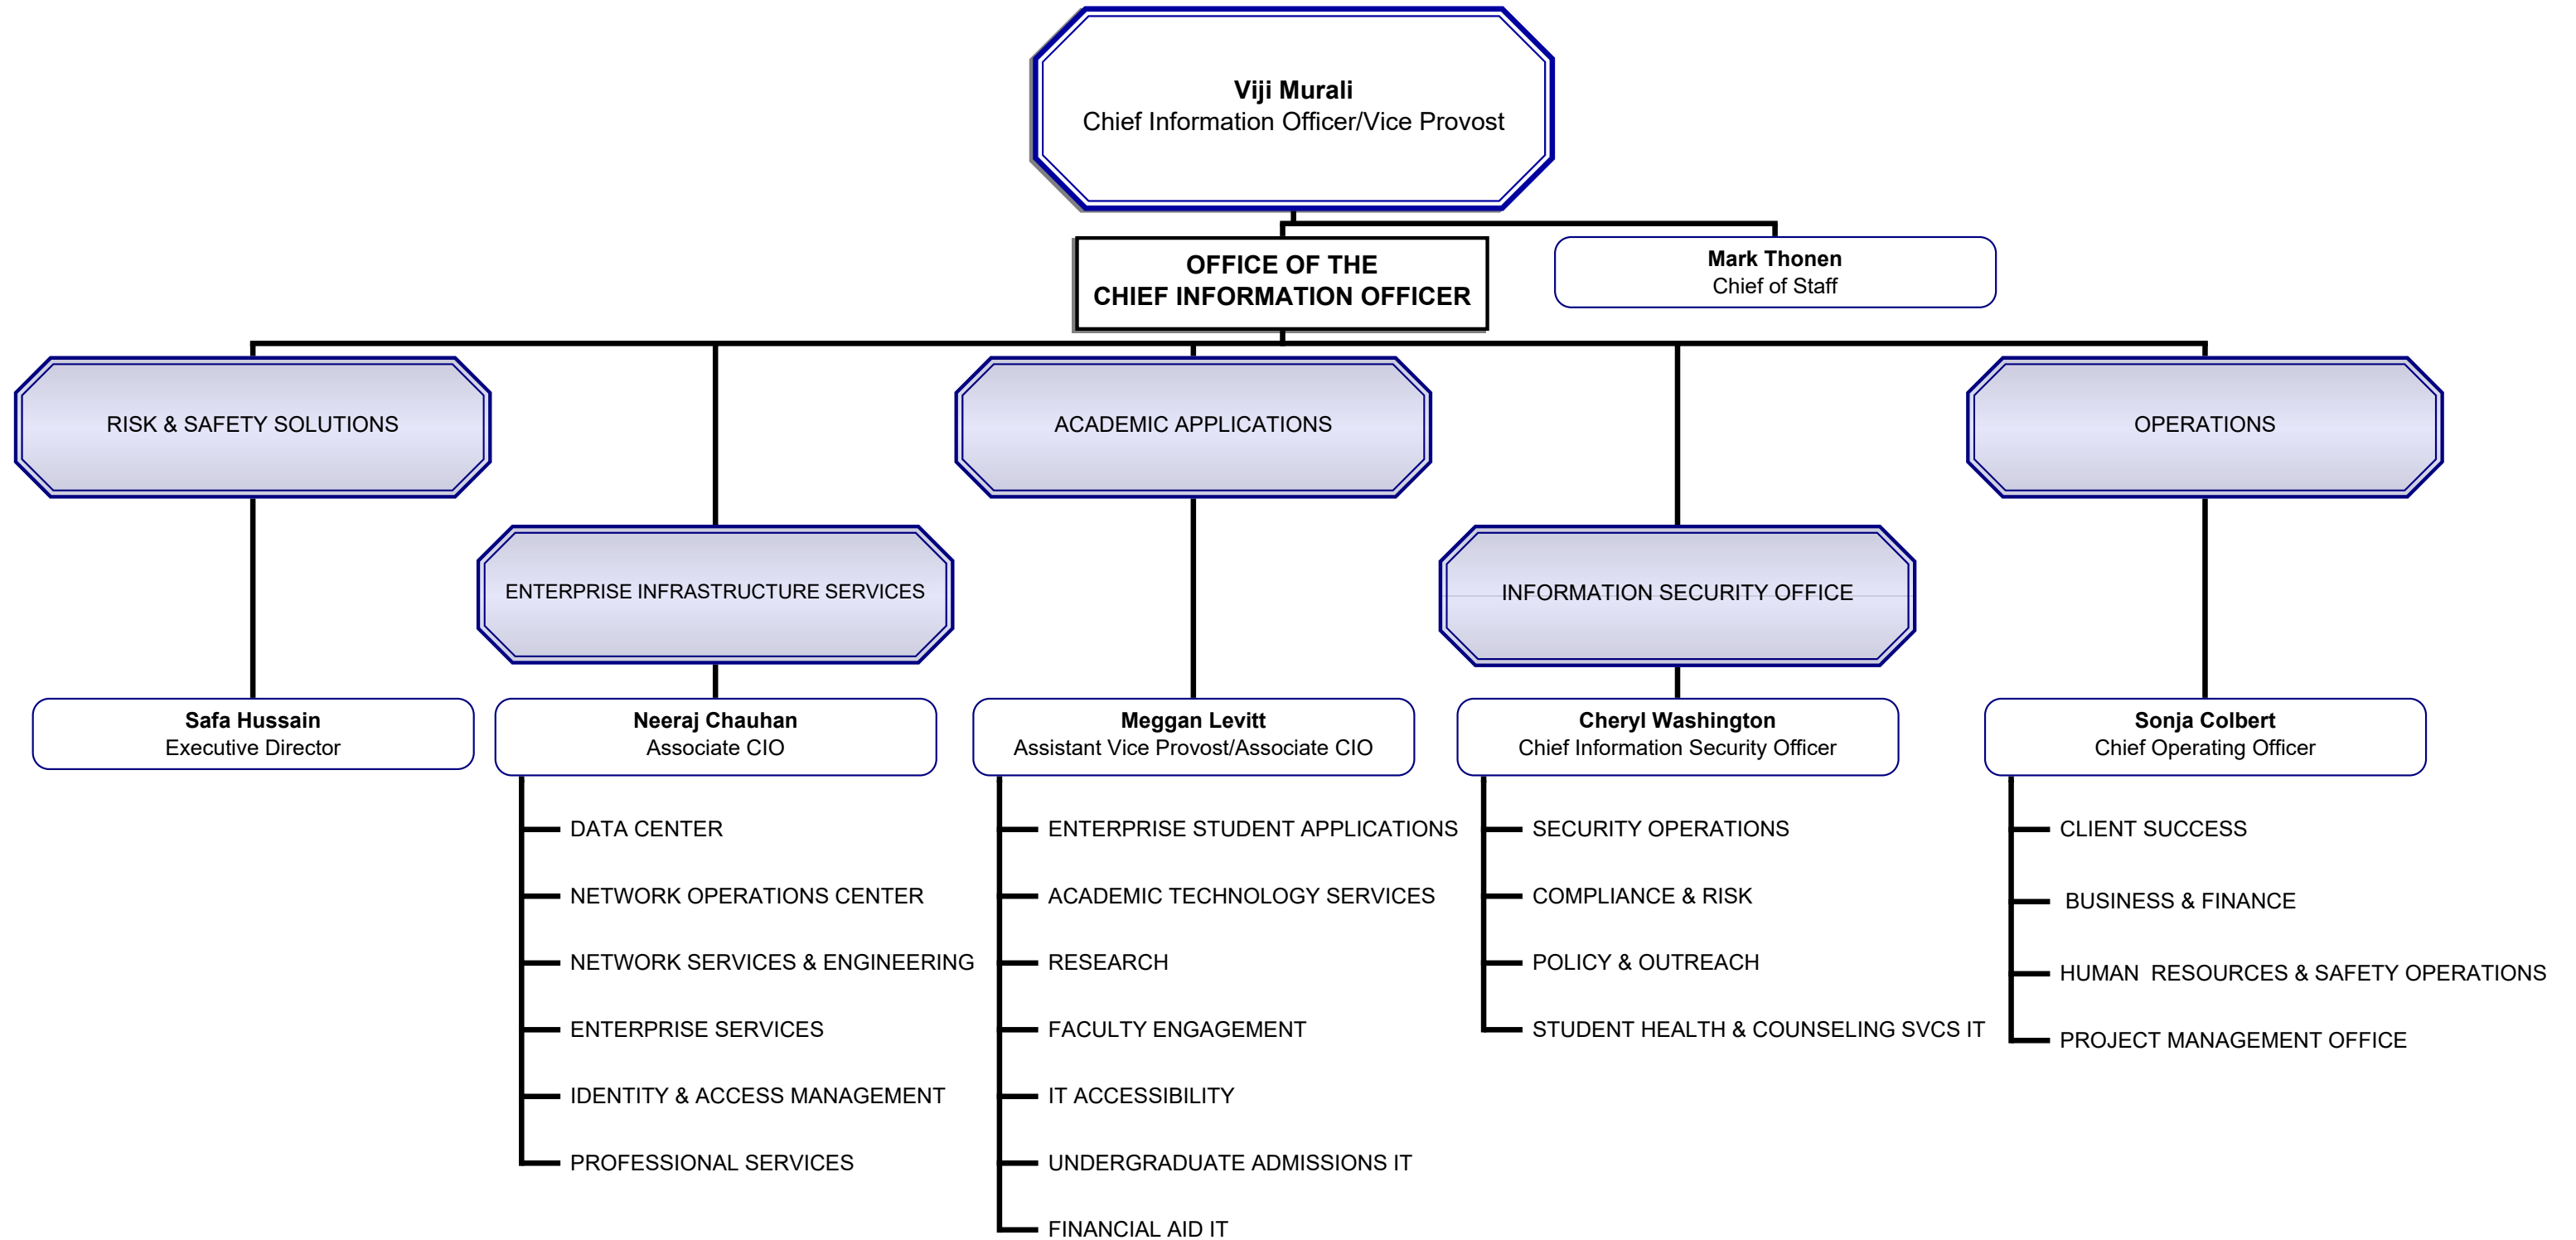 Viji Murali
Chief Information Officer/Vice Provost
OFFICE OF THE
CHIEF INFORMATION OFFICER
Mark Thonen
Chief of Staff
RISK & SAFETY SOLUTIONS
ACADEMIC APPLICATIONS
OPERATIONS
ENTERPRISE INFRASTRUCTURE SERVICES
INFORMATION SECURITY OFFICE
Safa Hussain
Executive Director
Neeraj Chauhan
Associate CIO
DATA CENTER
NETWORK OPERATIONS CENTER
NETWORK SERVICES & ENGINEERING
ENTERPRISE SERVICES
IDENTITY & ACCESS MANAGEMENT
PROFESSIONAL SERVICES
Meggan Levitt
Assistant Vice Provost/Associate CIO
ENTERPRISE STUDENT APPLICATIONS
ACADEMIC TECHNOLOGY SERVICES
RESEARCH
FACULTY ENGAGEMENT
IT ACCESSIBILITY
UNDERGRADUATE ADMISSIONS IT
FINANCIAL AID IT
Cheryl Washington
Chief Information Security Officer
SECURITY OPERATIONS
COMPLIANCE & RISK
POLICY & OUTREACH
STUDENT HEALTH & COUNSELING SVCS IT
Sonja Colbert
Chief Operating Officer
CLIENT SUCCESS
BUSINESS & FINANCE
HUMAN  RESOURCES & SAFETY OPERATIONS
PROJECT MANAGEMENT OFFICE